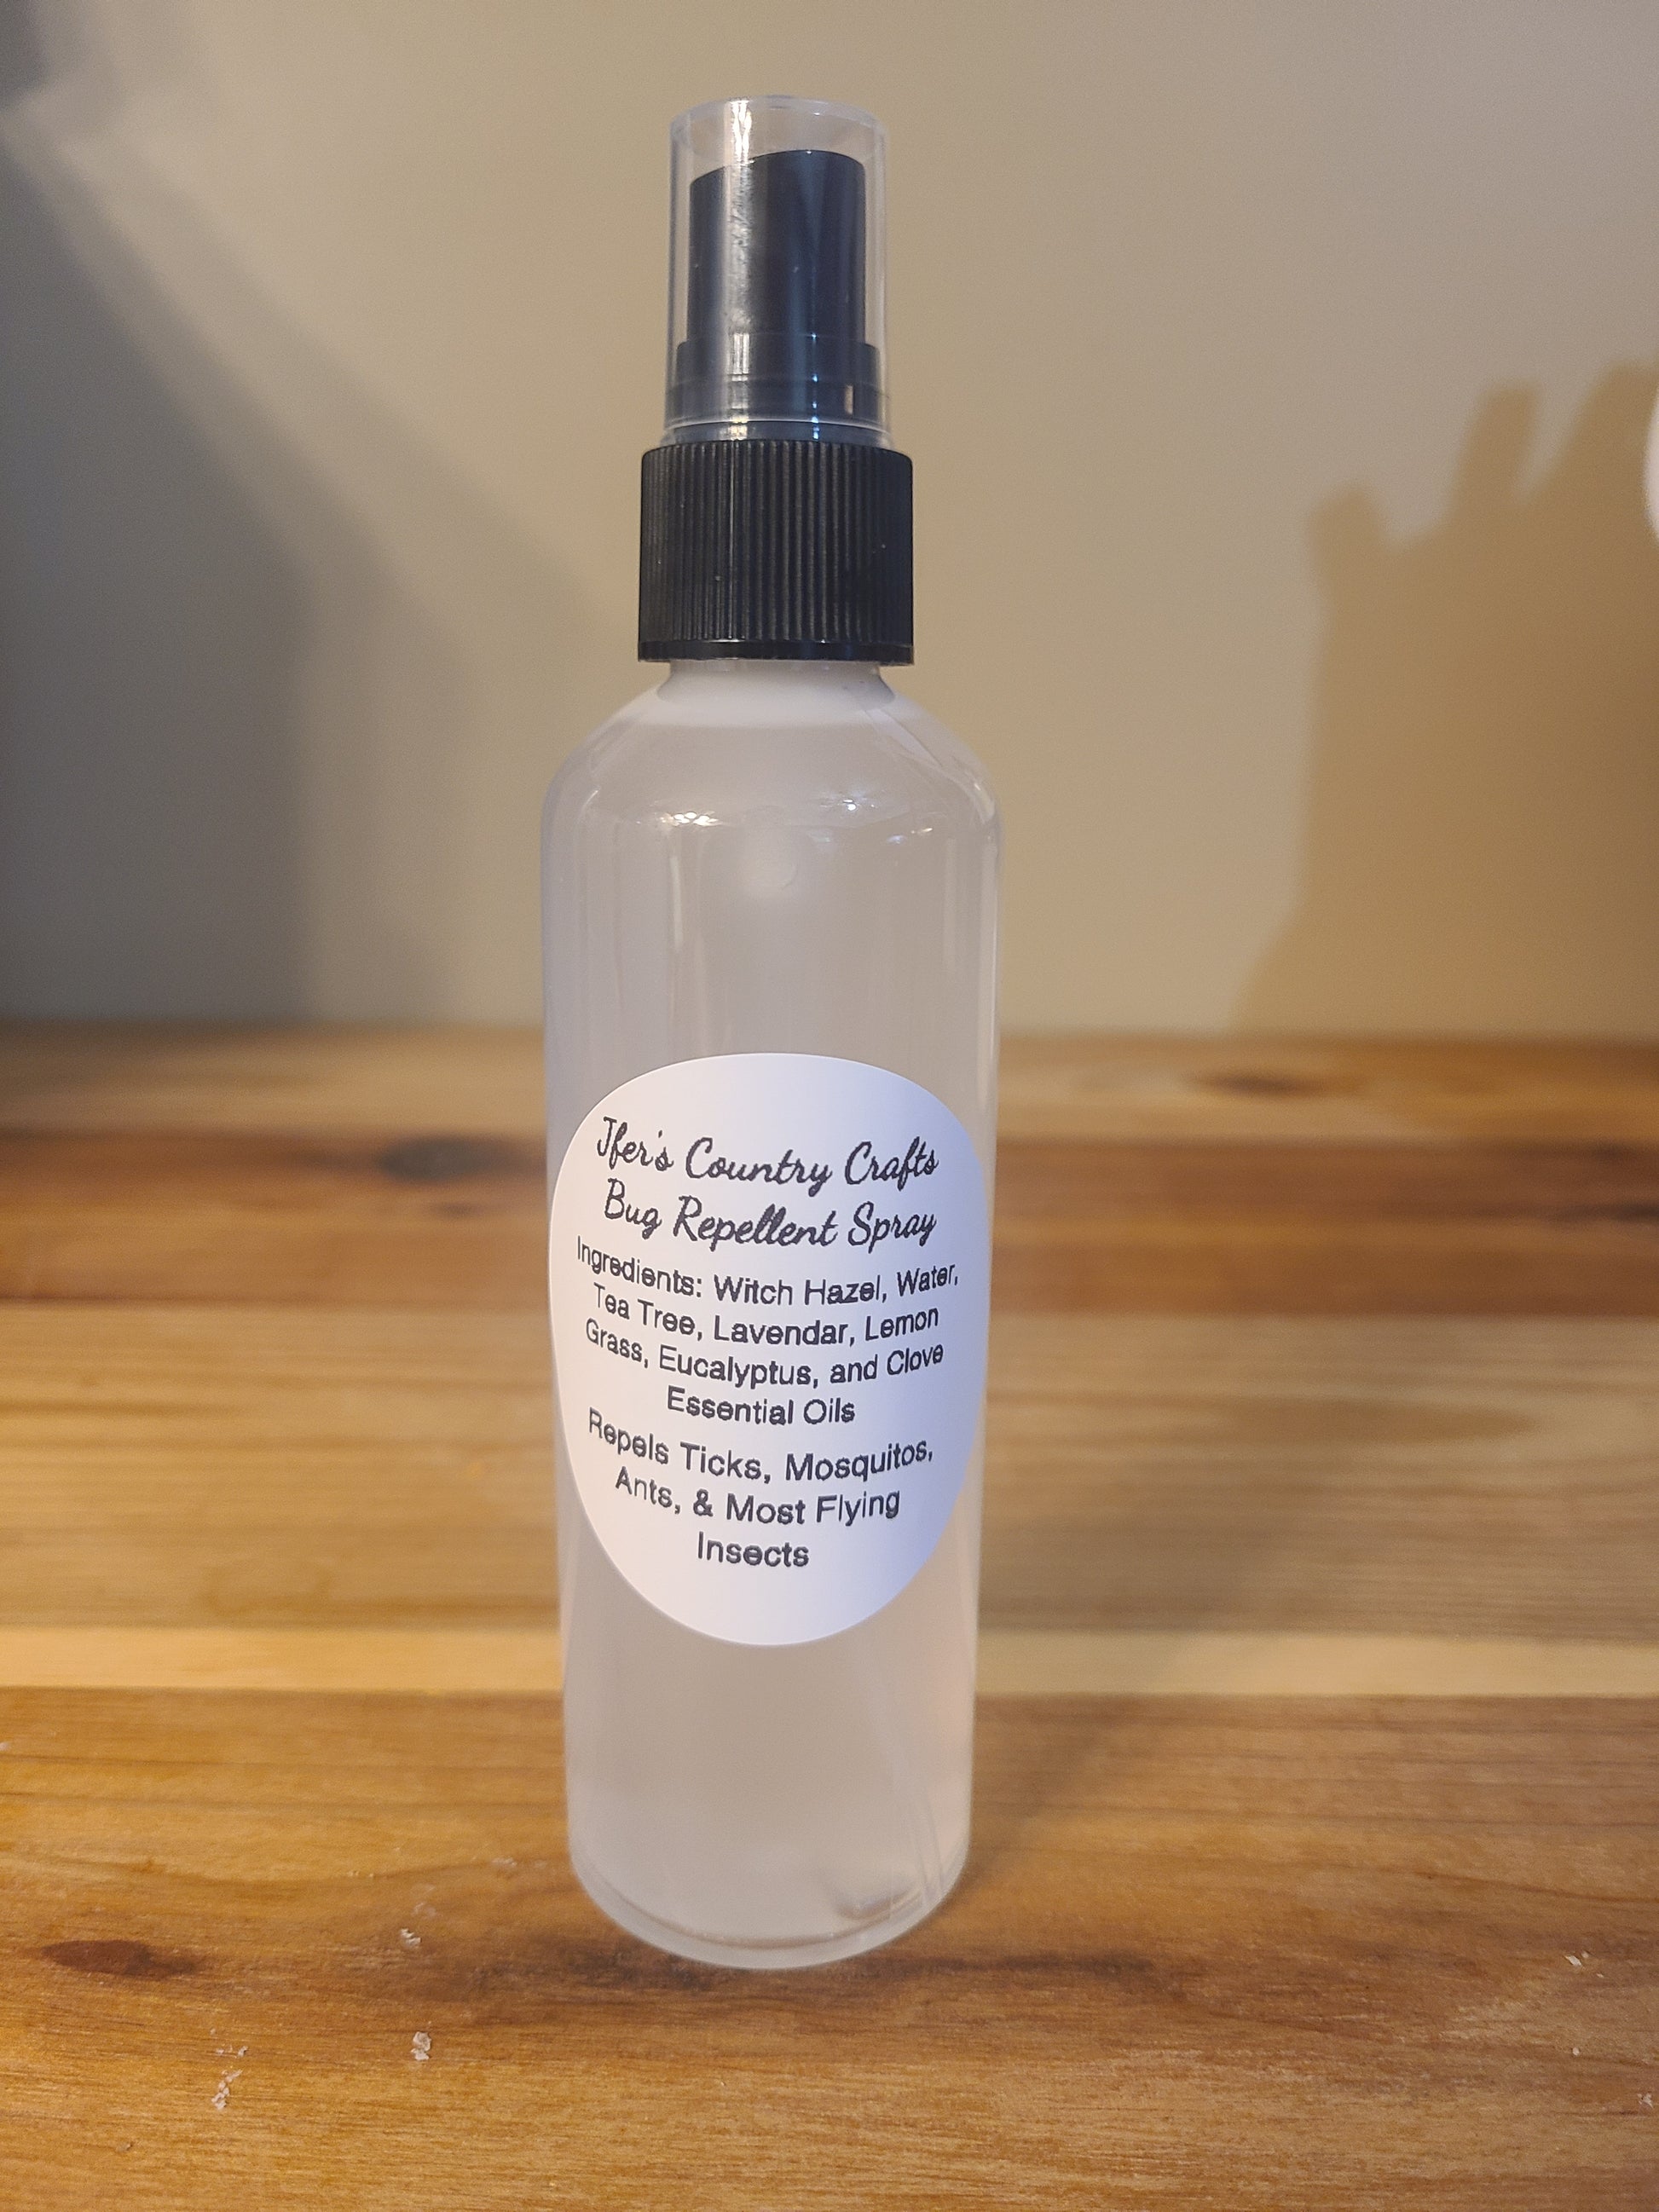 Jfer's Country Crafts
Bug Repellent Spray
Ingredients: Witch Hazel, Water,
Tea Tree, Lavendar, Lemon
Grass, Eucalyptus, and Clove
Essential Oils
Repels Ticks, Mosquitos,
Ants, & Most Flying
Insects